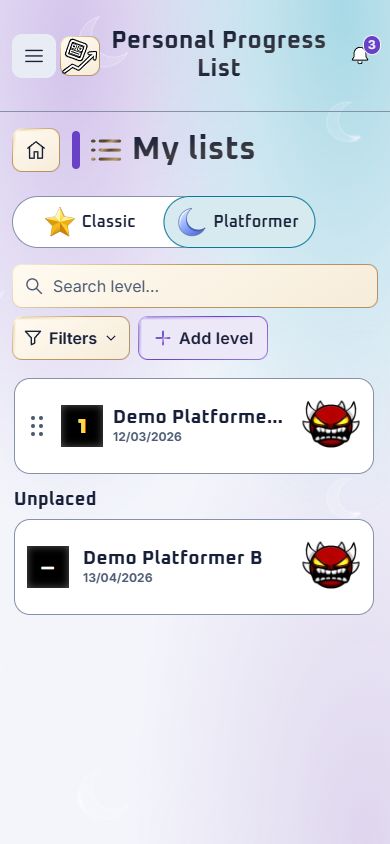 Personal Progress
List
3
My lists
Classic
Platformer
Search level...
Filters
Add level
1
Demo Platforme...
12/03/2026
Unplaced
–
Demo Platformer B
13/04/2026